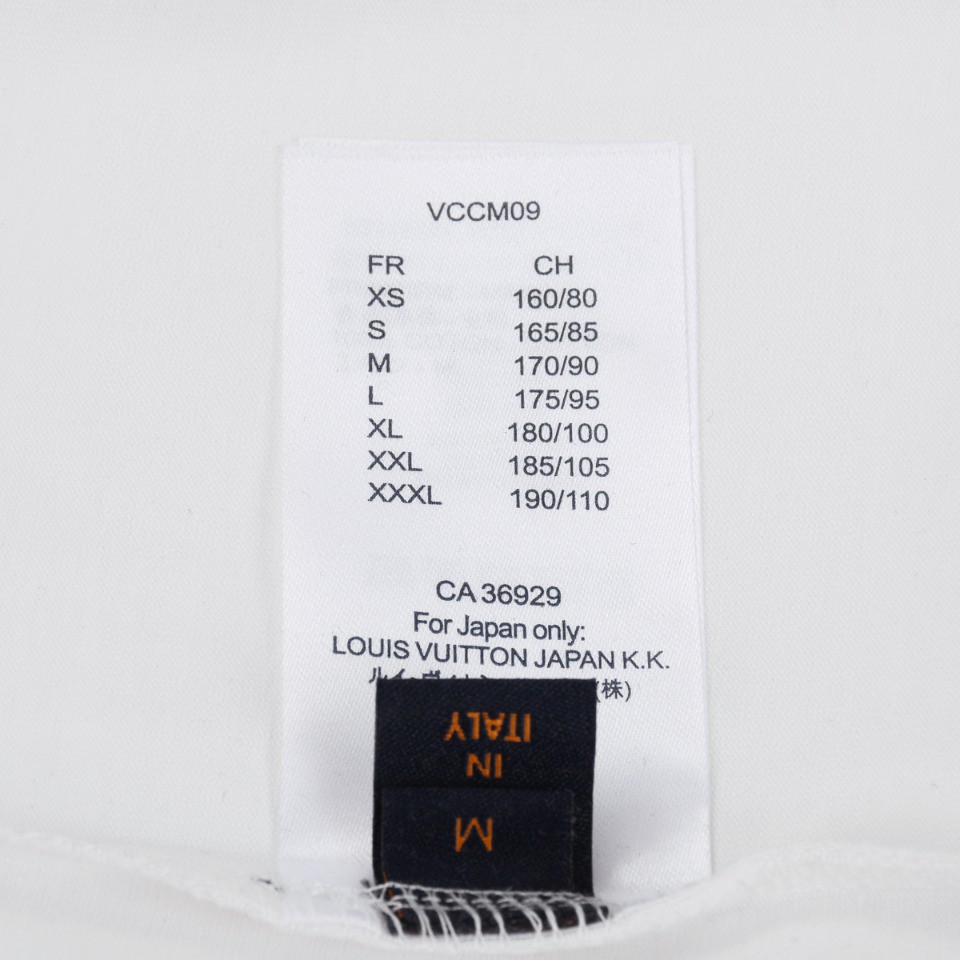 VCCM09
FR CH
XS 160/80
S 165/85
M 170/90
L 175/95
XL 180/100
XXL 185/105
XXXL 190/110
CA 36929
For Japan only:
LOUIS VUITTON JAPAN K.K.
(株)
ITALY
IN
M